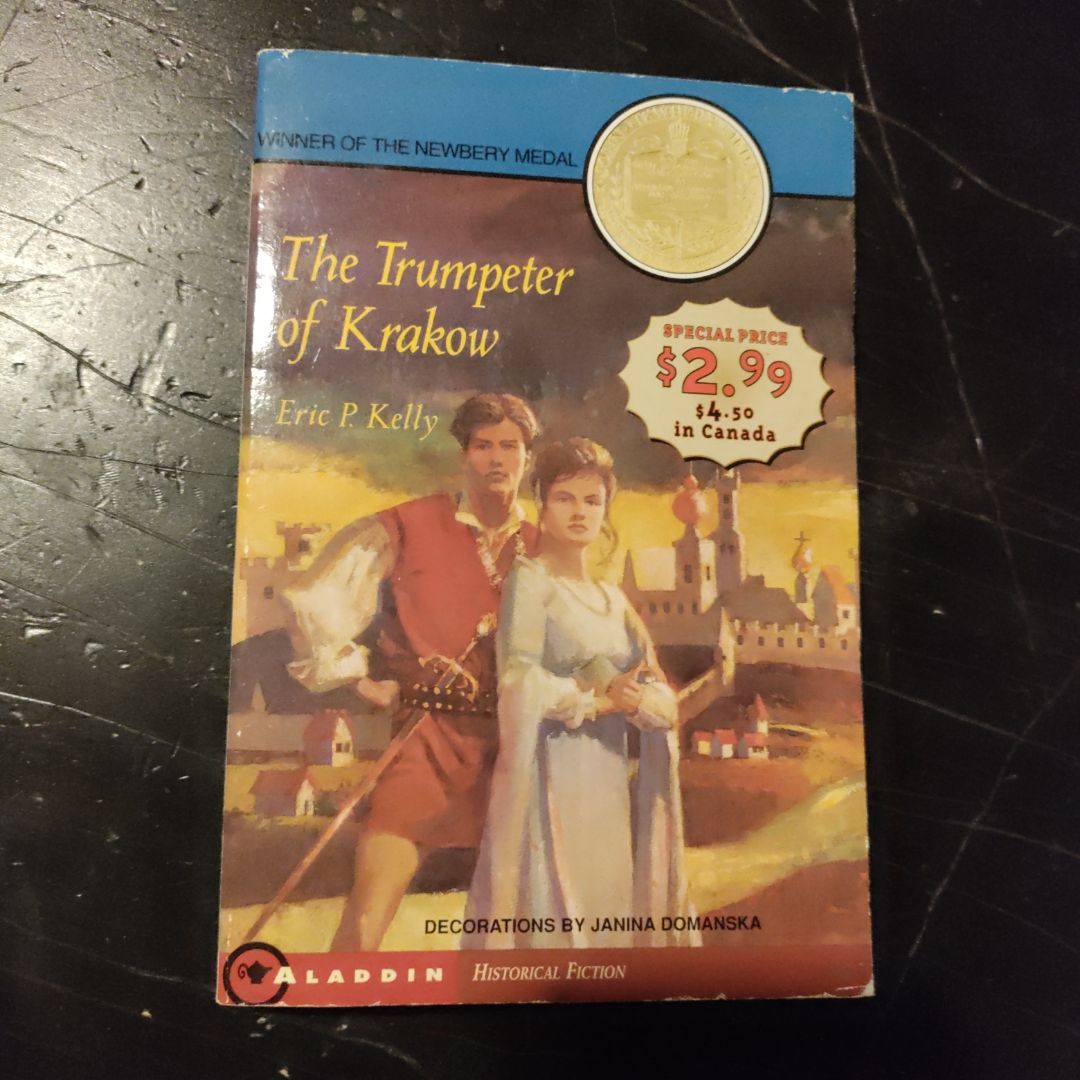 WINNER OF THE NEWBERY MEDAL
The Trumpeter
of Krakow
Eric P. Kelly
SPECIAL PRICE
$2.99
$4.50
in Canada
DECORATIONS BY JANINA DOMANSKA
ALADDIN HISTORICAL FICTION